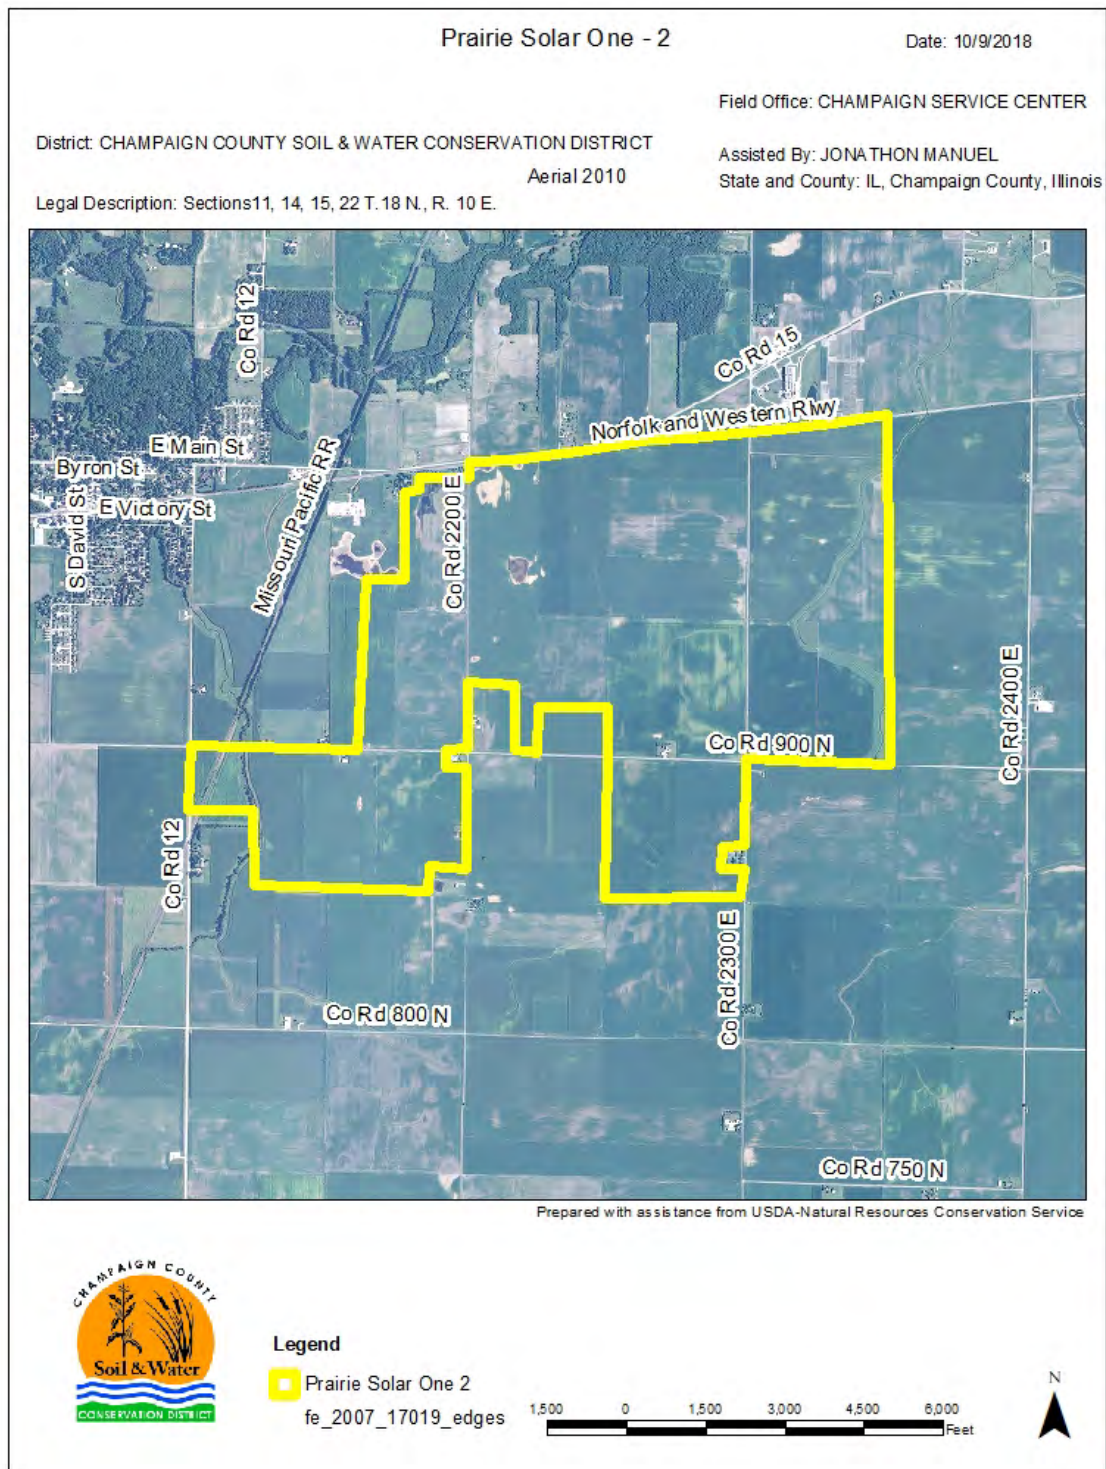 Prairie Solar One - 2
Date: 10/9/2018
Field Office: CHAMPAIGN SERVICE CENTER
District: CHAMPAIGN COUNTY SOIL & WATER CONSERVATION DISTRICT
Assisted By: JONATHON MANUEL
Aerial 2010
State and County: IL, Champaign County, Illinois
Legal Description: Sections11, 14, 15, 22 T. 18 N., R. 10 E.
Co Rd 12
Co Rd 15
Norfolk and Western Rlwy
E Main St
Byron St
E Victory St
S David St
Missouri Pacific RR
Co Rd 2200 E
Co Rd 2400 E
Co Rd 900 N
Co Rd 12
Co Rd 2300 E
Co Rd 800 N
Co Rd 750 N
Prepared with assistance from USDA-Natural Resources Conservation Service
CHAMPAIGN COUNTY
Soil & Water
CONSERVATION DISTRICT
Legend
Prairie Solar One 2
fe_2007_17019_edges
1,500 0 1,500 3,000 4,500 6,000
Feet
N